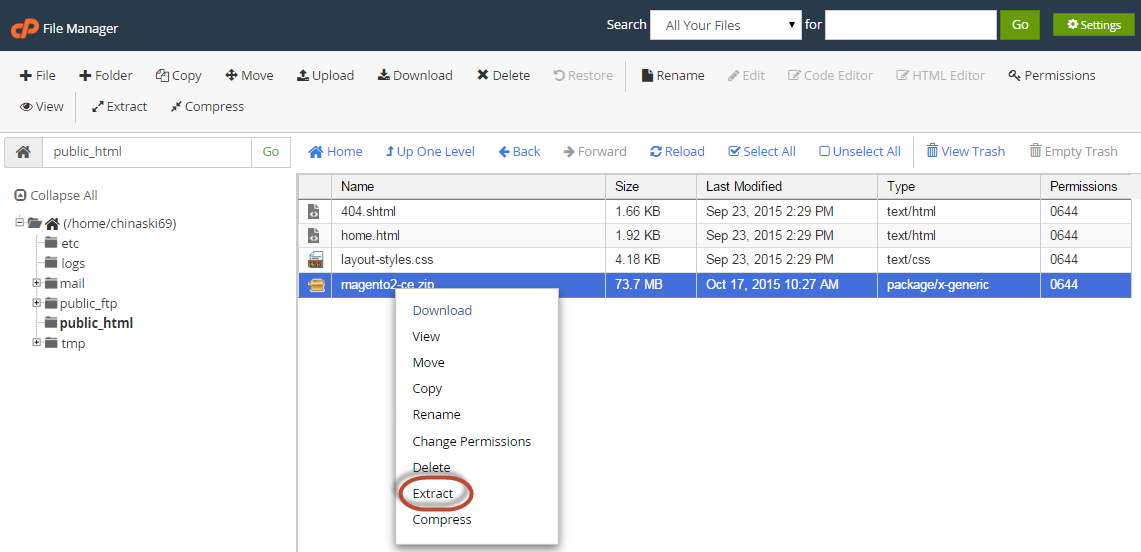 cP File Manager Search All Your Files for Go Settings
File Folder Copy Move Upload Download Delete Restore Rename Edit Code Editor HTML Editor Permissions
View Extract Compress
public_html Go Home Up One Level Back Forward Reload Select All Unselect All View Trash Empty Trash
Collapse All
(/home/chinaski69)
etc
logs
mail
public_ftp
public_html
tmp
Name Size Last Modified Type Permissions
404.shtml 1.66 KB Sep 23, 2015 2:29 PM text/html 0644
home.html 1.92 KB Sep 23, 2015 2:29 PM text/html 0644
layout-styles.css 4.18 KB Sep 23, 2015 2:29 PM text/css 0644
magento2-ce.zip 73.7 MB Oct 17, 2015 10:27 AM package/x-generic 0644
Download
View
Move
Copy
Rename
Change Permissions
Delete
Extract
Compress